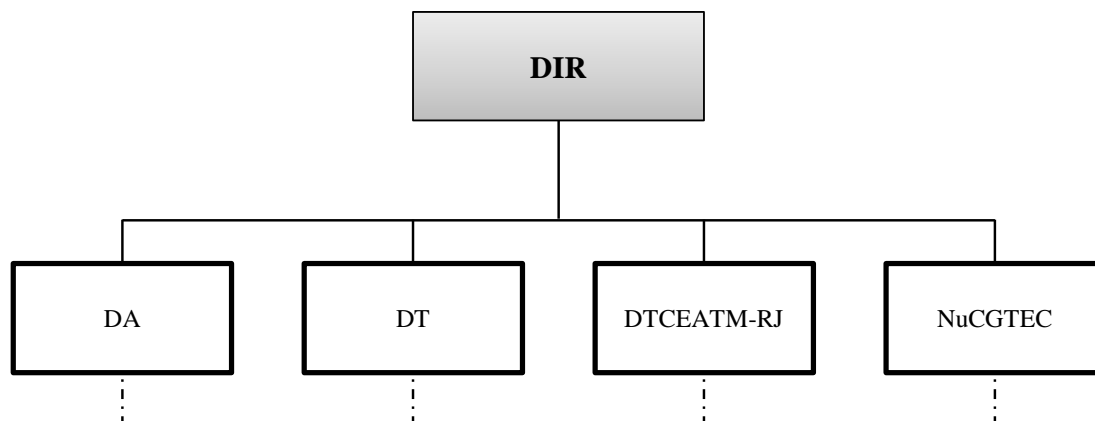 DIR
DA
DT
DTCEATM-RJ
NuCGTEC